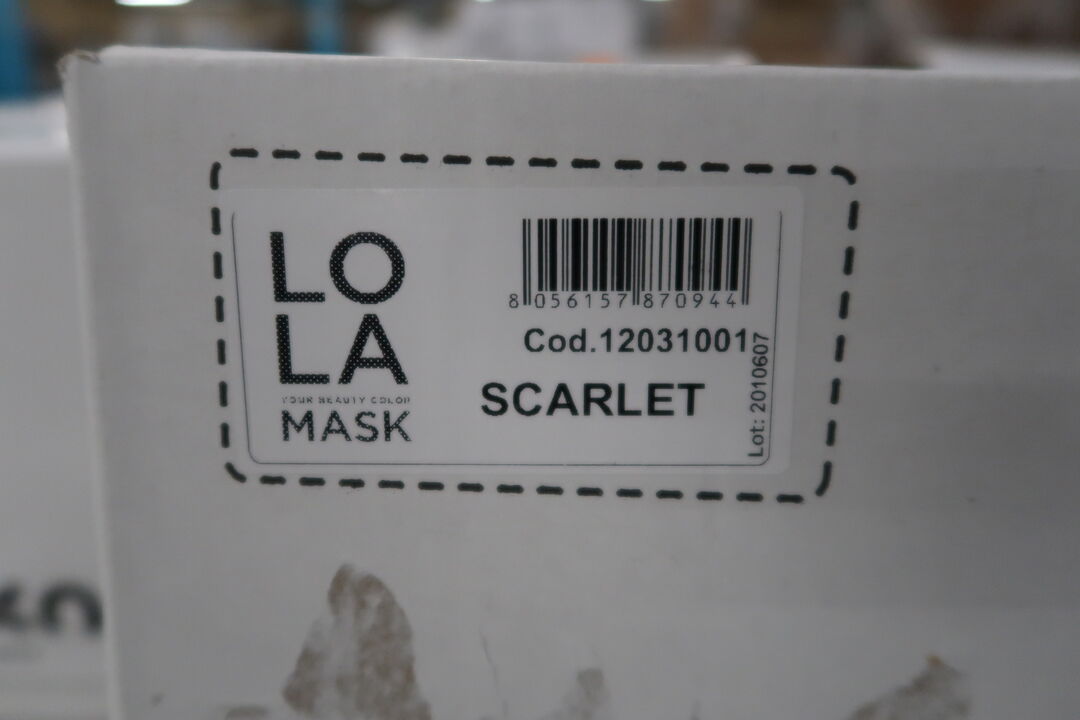 LO
LA
YOUR BEAUTY COLOR
MASK
8 056157 870944
Cod.12031001
SCARLET
Lot: 2010607